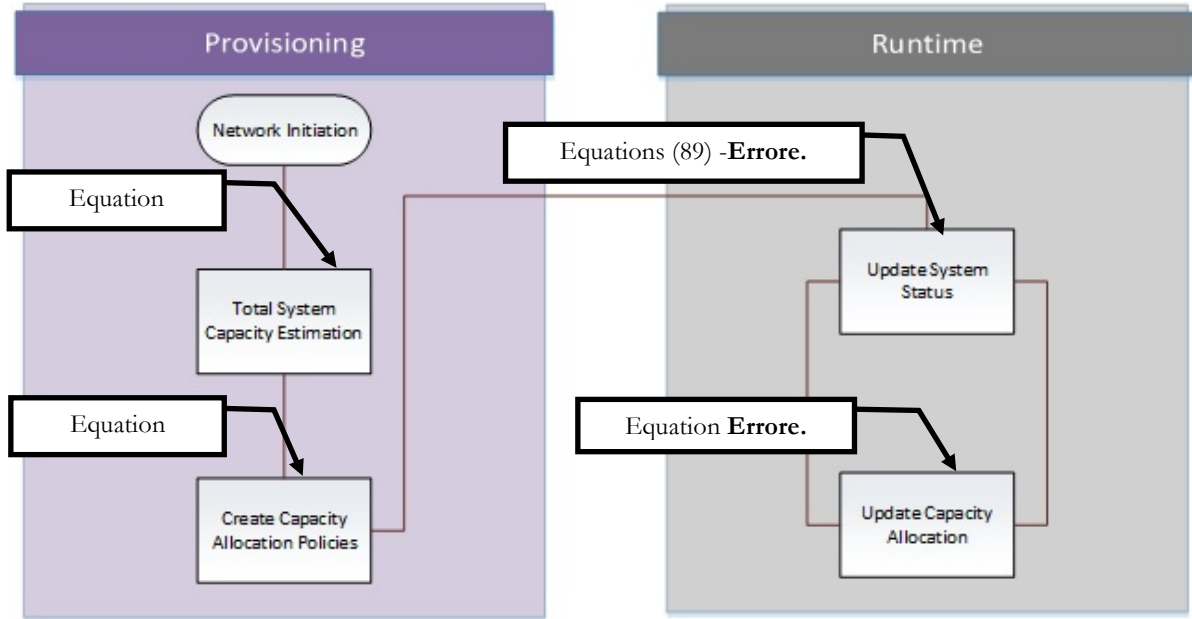 Provisioning
Network Initiation
Equation
Total System
Capacity Estimation
Equation
Create Capacity
Allocation Policies
Runtime
Equations (89) -Errore.
Update System
Status
Equation Errore.
Update Capacity
Allocation